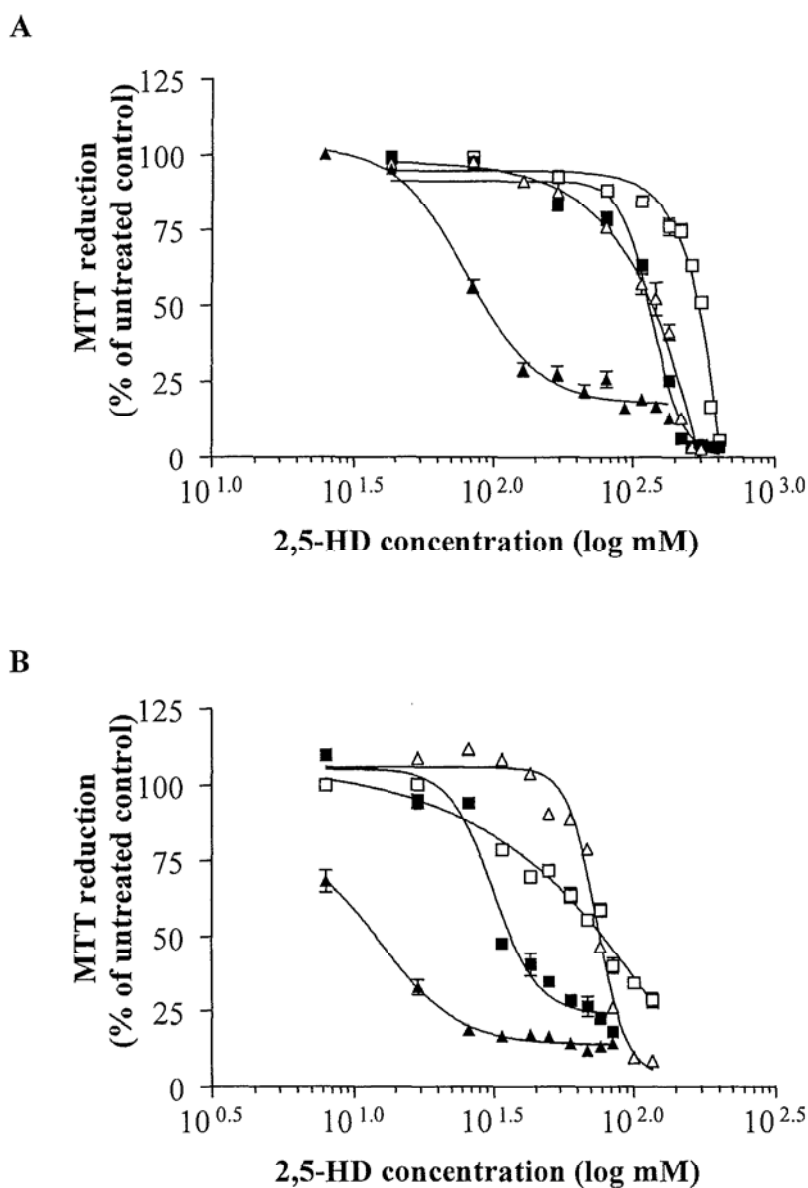 A
MTT reduction
(% of untreated control)
125
100
75
50
25
0
10^1.0 10^1.5 10^2.0 10^2.5 10^3.0
2,5-HD concentration (log mM)
B
MTT reduction
(% of untreated control)
125
100
75
50
25
0
10^0.5 10^1.0 10^1.5 10^2.0 10^2.5
2,5-HD concentration (log mM)